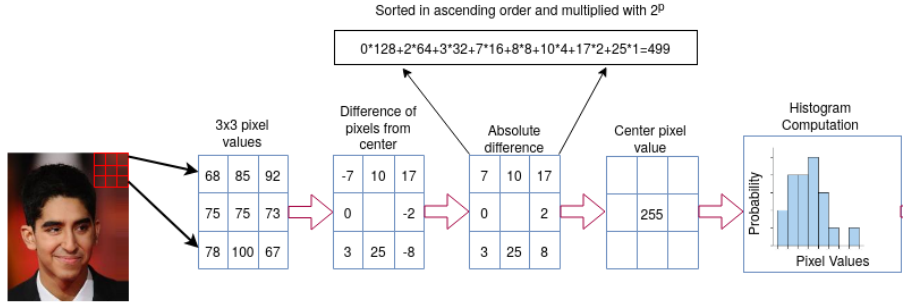 Sorted in ascending order and multiplied with 2^p
0*128+2*64+3*32+7*16+8*8+10*4+17*2+25*1=499
3x3 pixel
values
68 85 92
75 75 73
78 100 67
Difference of
pixels from
center
-7 10 17
0 -2
3 25 -8
Absolute
difference
7 10 17
0 2
3 25 8
Center pixel
value
255
Histogram
Computation
Probability
Pixel Values